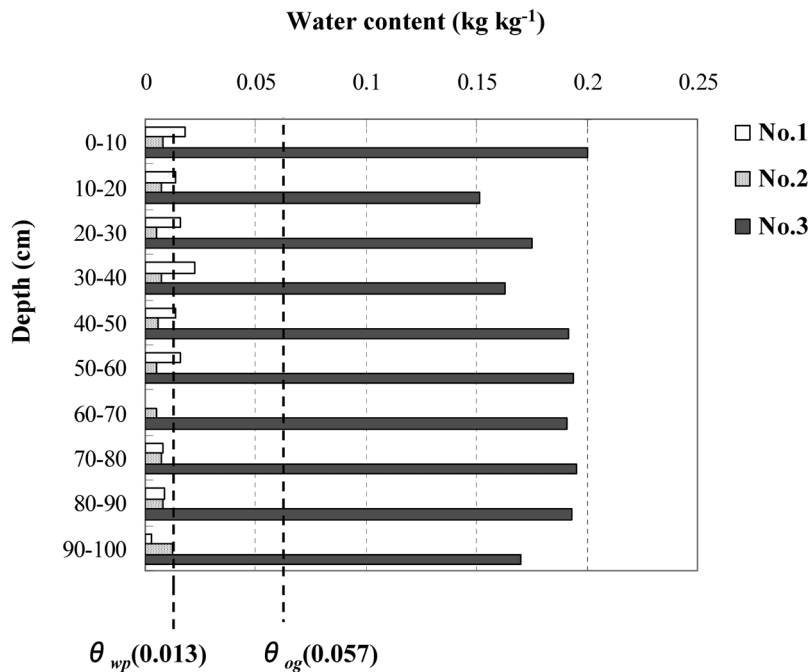 Water content (kg kg⁻¹)
0 0.05 0.1 0.15 0.2 0.25
Depth (cm)
0-10
10-20
20-30
30-40
40-50
50-60
60-70
70-80
80-90
90-100
No.1
No.2
No.3
θwp(0.013) θog(0.057)